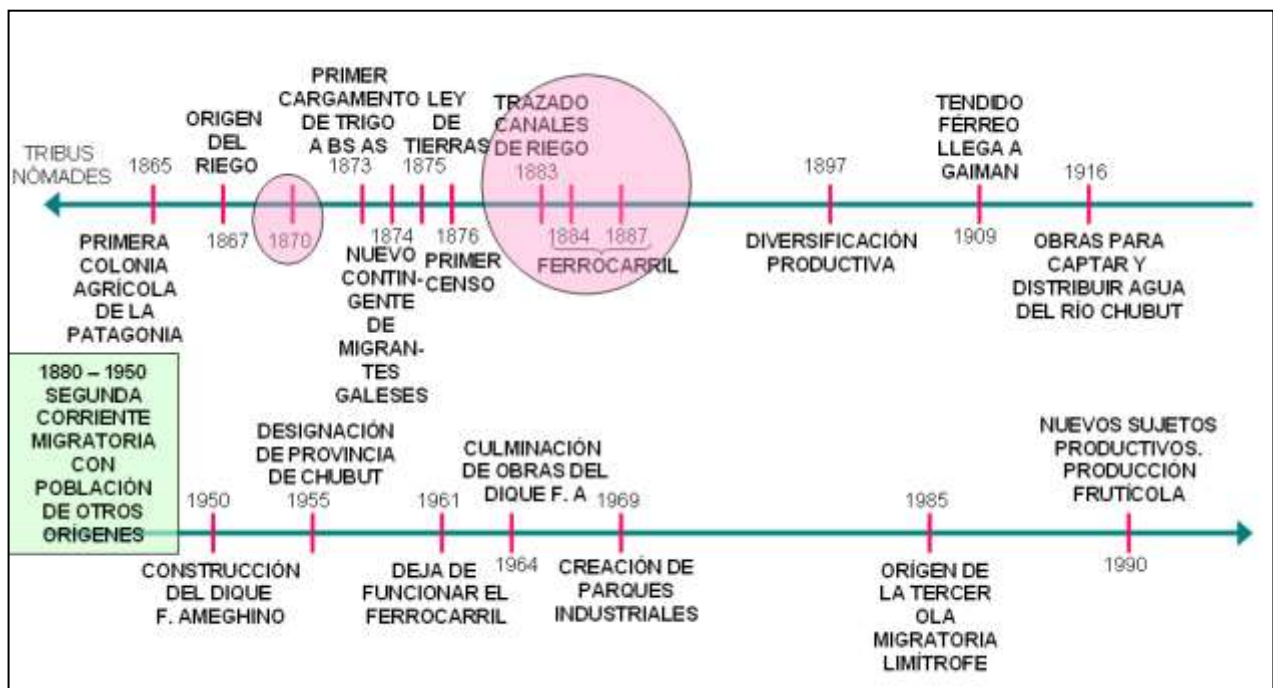 TRIBUS
NÓMADES
1865
PRIMERA
COLONIA
AGRÍCOLA
DE LA
PATAGONIA
ORIGEN
DEL
RIEGO
1867
1870
PRIMER
CARGAMENTO
DE TRIGO
A BS AS
1873
1874
NUEVO
CONTIN-
GENTE
DE
MIGRAN-
TES
GALESES
LEY
DE
TIERRAS
1875
1876
PRIMER
CENSO
TRAZADO
CANALES
DE RIEGO
1883
1884 1887
FERROCARRIL
1897
DIVERSIFICACIÓN
PRODUCTIVA
TENDIDO
FÉRREO
LLEGA A
GAIMAN
1909
1916
OBRAS PARA
CAPTAR Y
DISTRIBUIR AGUA
DEL RÍO CHUBUT
1880 – 1950
SEGUNDA
CORRIENTE
MIGRATORIA
CON
POBLACIÓN
DE OTROS
ORÍGENES
1950
CONSTRUCCIÓN
DEL DIQUE
F. AMEGHINO
DESIGNACIÓN
DE PROVINCIA
DE CHUBUT
1955
1961
DEJA DE
FUNCIONAR EL
FERROCARRIL
CULMINACIÓN
DE OBRAS DEL
DIQUE F. A
1964
1969
CREACIÓN DE
PARQUES
INDUSTRIALES
1985
ORÍGEN DE
LA TERCER
OLA
MIGRATORIA
LIMÍTROFE
NUEVOS SUJETOS
PRODUCTIVOS.
PRODUCCIÓN
FRUTÍCOLA
1990